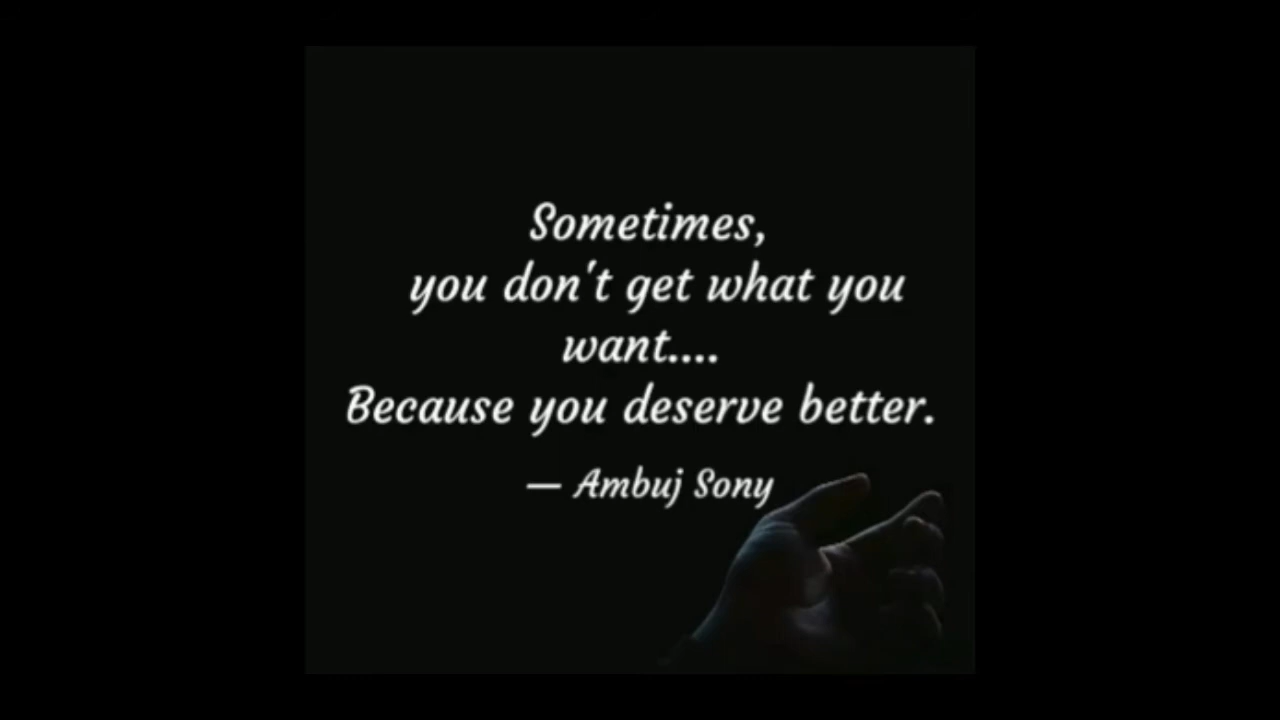 Sometimes,
you don't get what you
want....
Because you deserve better.
— Ambuj Sony